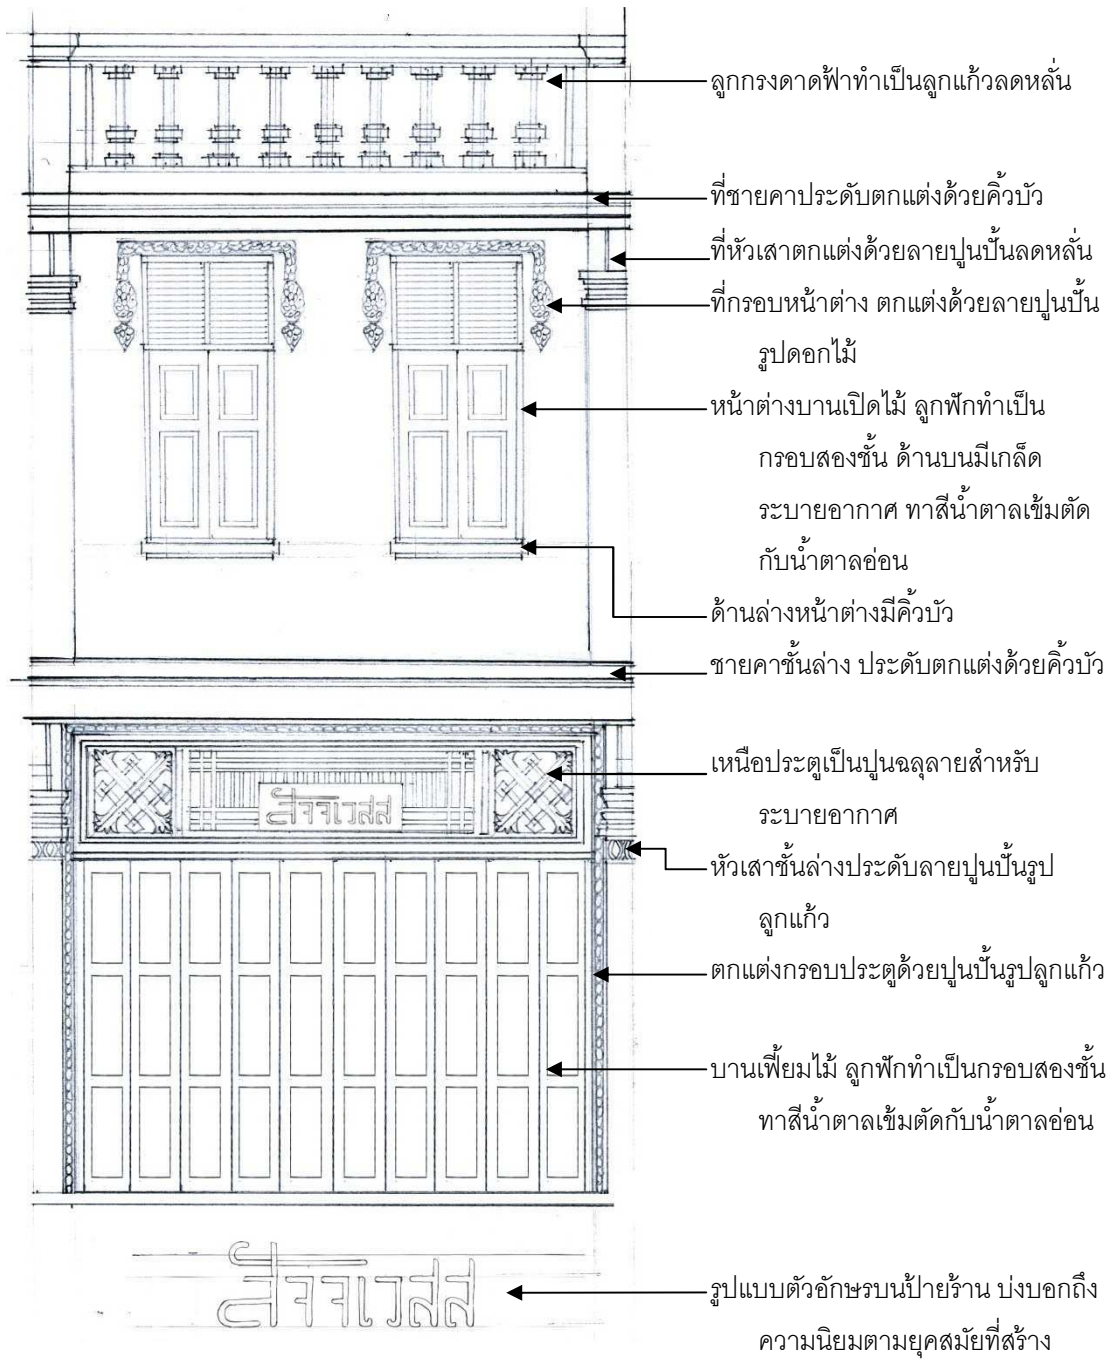 ลูกกรงดาดฟ้าทำเป็นลูกแก้วลดหลั่น
ที่ชายคาประดับตกแต่งด้วยคิ้วบัว
ที่หัวเสาตกแต่งด้วยลายปูนปั้นลดหลั่น
ที่กรอบหน้าต่าง ตกแต่งด้วยลายปูนปั้น
รูปดอกไม้
หน้าต่างบานเปิดไม้ ลูกฟักทำเป็น
กรอบสองชั้น ด้านบนมีเกล็ด
ระบายอากาศ ทาสีน้ำตาลเข้มตัด
กับน้ำตาลอ่อน
ด้านล่างหน้าต่างมีคิ้วบัว
ชายคาชั้นล่าง ประดับตกแต่งด้วยคิ้วบัว
เหนือประตูเป็นปูนฉลุลายสำหรับ
ระบายอากาศ
หัวเสาชั้นล่างประดับลายปูนปั้นรูป
ลูกแก้ว
ตกแต่งกรอบประตูด้วยปูนปั้นรูปลูกแก้ว
บานเฟี้ยมไม้ ลูกฟักทำเป็นกรอบสองชั้น
ทาสีน้ำตาลเข้มตัดกับน้ำตาลอ่อน
รูปแบบตัวอักษรบนป้ายร้าน บ่งบอกถึง
ความนิยมตามยุคสมัยที่สร้าง